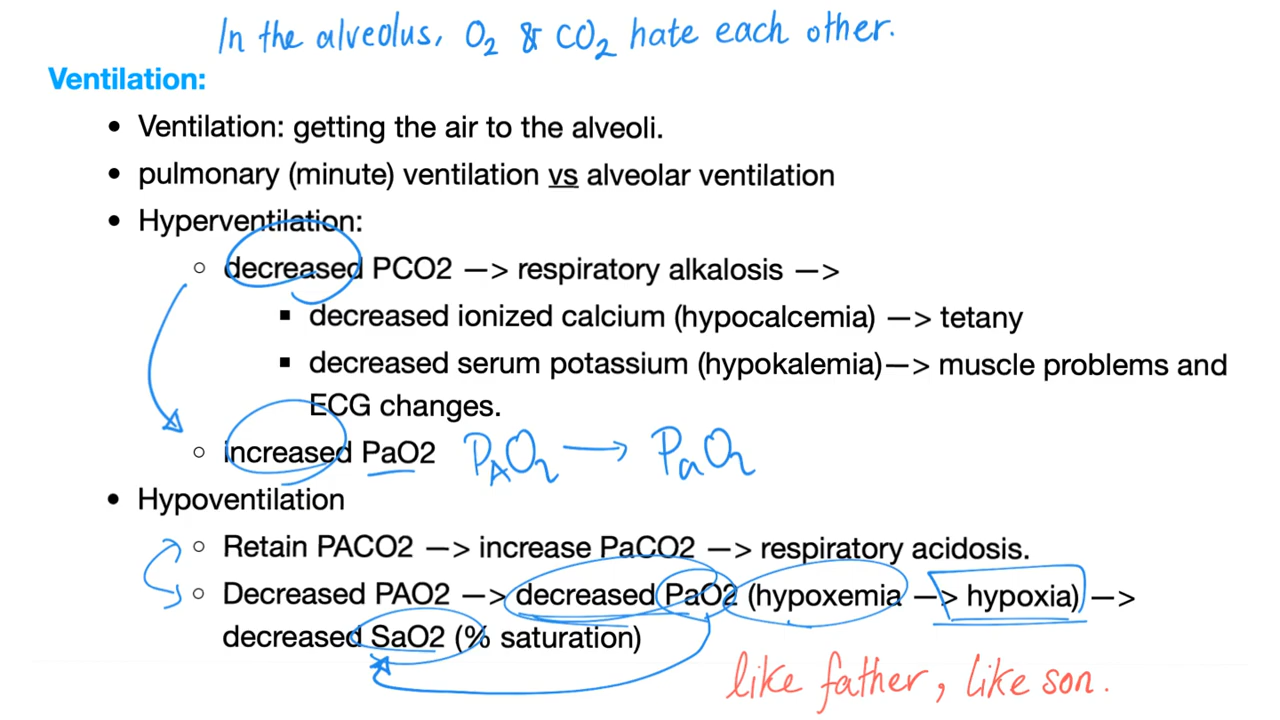 In the alveolus, O2 & CO2 hate each other.
Ventilation:
• Ventilation: getting the air to the alveoli.
• pulmonary (minute) ventilation vs alveolar ventilation
• Hyperventilation:
○ decreased PCO2 —> respiratory alkalosis —>
▪ decreased ionized calcium (hypocalcemia) —> tetany
▪ decreased serum potassium (hypokalemia)—> muscle problems and
ECG changes.
○ increased PaO2 PAO2 → PaO2
• Hypoventilation
○ Retain PACO2 —> increase PaCO2 —> respiratory acidosis.
○ Decreased PAO2 —> decreased PaO2 (hypoxemia —> hypoxia) —>
decreased SaO2 (% saturation)
like father, like son.